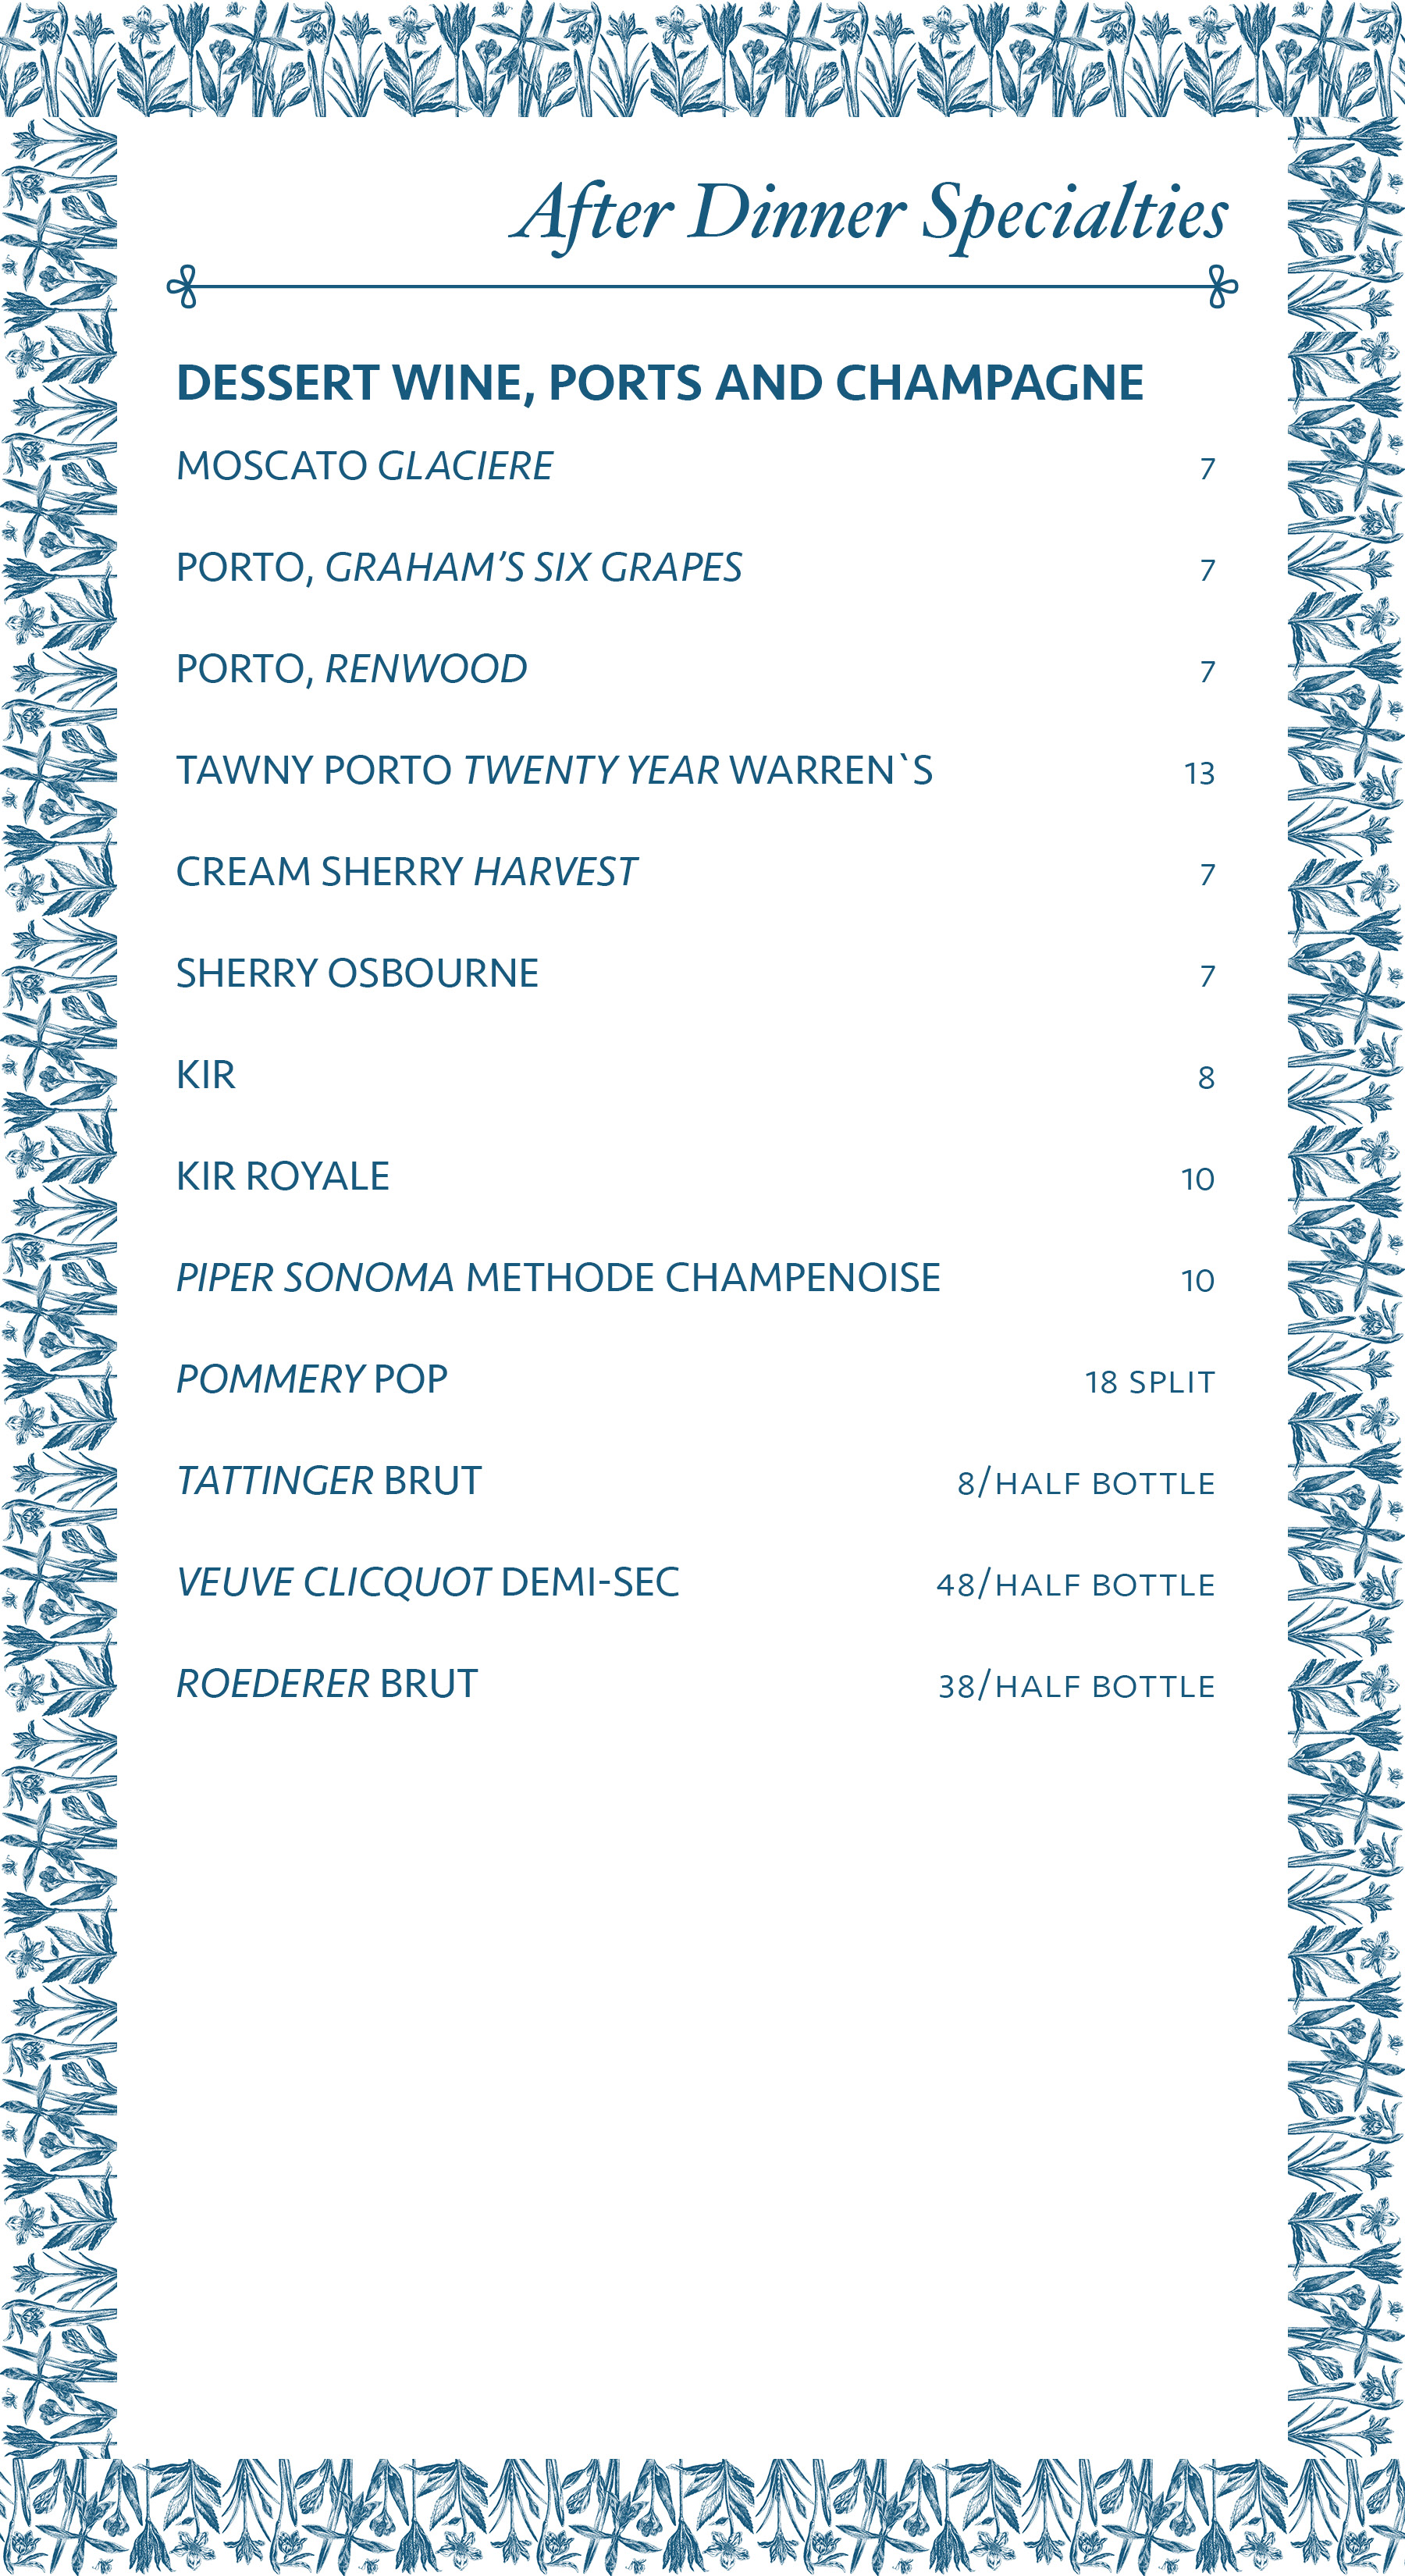 After Dinner Specialties
DESSERT WINE, PORTS AND CHAMPAGNE
MOSCATO GLACIERE 7
PORTO, GRAHAM’S SIX GRAPES 7
PORTO, RENWOOD 7
TAWNY PORTO TWENTY YEAR WARREN`S 13
CREAM SHERRY HARVEST 7
SHERRY OSBOURNE 7
KIR 8
KIR ROYALE 10
PIPER SONOMA METHODE CHAMPENOISE 10
POMMERY POP 18 SPLIT
TATTINGER BRUT 8/HALF BOTTLE
VEUVE CLICQUOT DEMI-SEC 48/HALF BOTTLE
ROEDERER BRUT 38/HALF BOTTLE